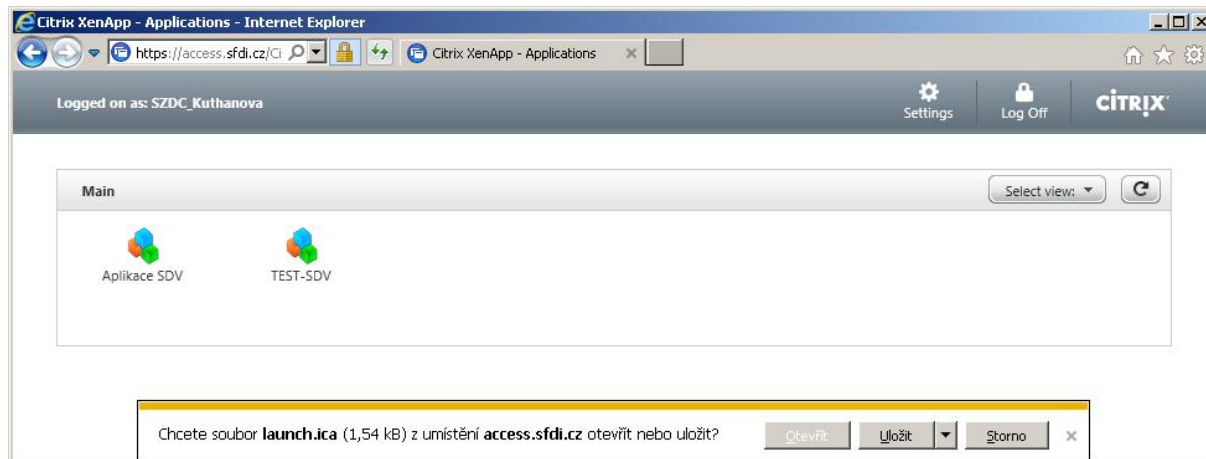 Citrix XenApp - Applications - Internet Explorer
https://access.sfdi.cz/Ci Citrix XenApp - Applications
Logged on as: SZDC_Kuthanova Settings Log Off CITRIX
Main Select view:
Aplikace SDV TEST-SDV
Chcete soubor launch.ica (1,54 kB) z umístění access.sfdi.cz otevřít nebo uložit? Otevřít Uložit Storno